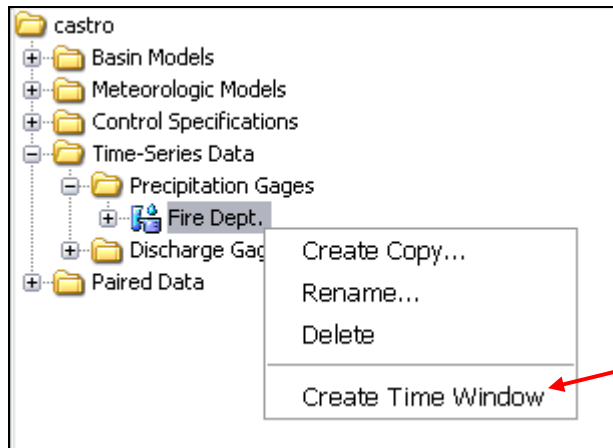 castro
Basin Models
Meteorologic Models
Control Specifications
Time-Series Data
Precipitation Gages
Fire Dept.
Discharge
Paired Data
Create Copy...
Rename...
Delete
Create Time Window